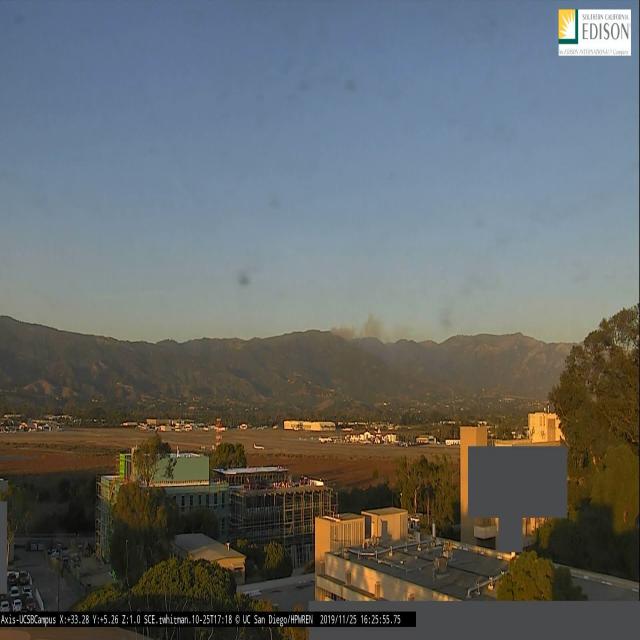 SOUTHERN CALIFORNIA
EDISON
An EDISON INTERNATIONAL® Company
Axis-UCSBCampus X:+33.28 Y:+5.26 Z:1.0 SCE.rwhitman.10-25T17:18 © UC San Diego/HPWREN 2019/11/25 16:25:55.75